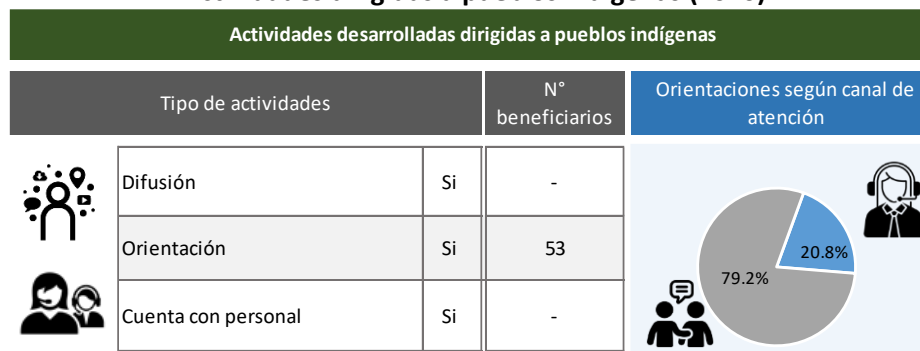 Actividades desarrolladas dirigidas a pueblos indígenas
Tipo de actividades
N°
beneficiarios
Orientaciones según canal de
atención
Difusión Si -
Orientación Si 53
Cuenta con personal Si -
20.8%
79.2%